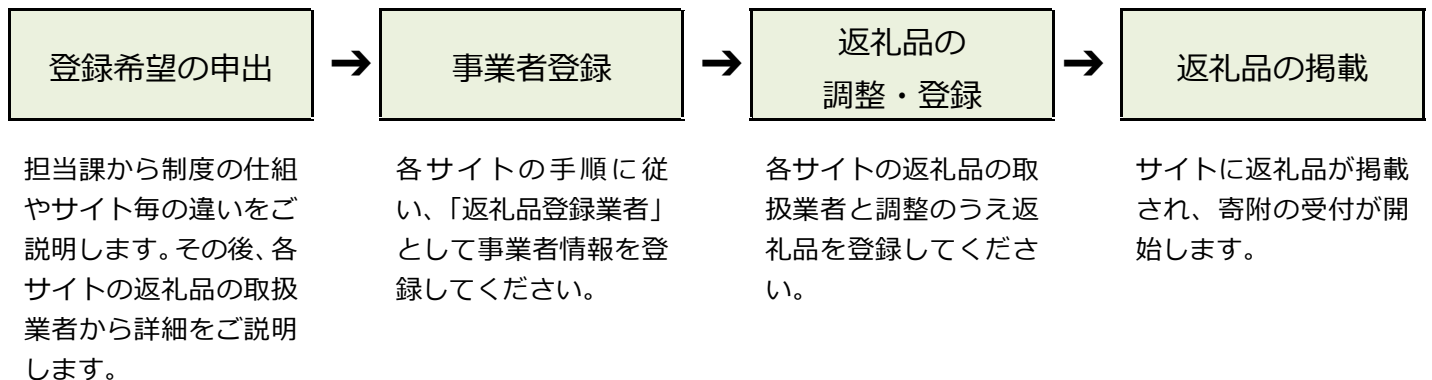 登録希望の申出
➔
事業者登録
➔
返礼品の
調整・登録
➔
返礼品の掲載
担当課から制度の仕組
やサイト毎の違いをご
説明します。その後、各
サイトの返礼品の取扱
業者から詳細をご説明
します。
各サイトの手順に従
い、「返礼品登録業者」
として事業者情報を登
録してください。
各サイトの返礼品の取
扱業者と調整のうえ返
礼品を登録してくださ
い。
サイトに返礼品が掲載
され、寄附の受付が開
始します。